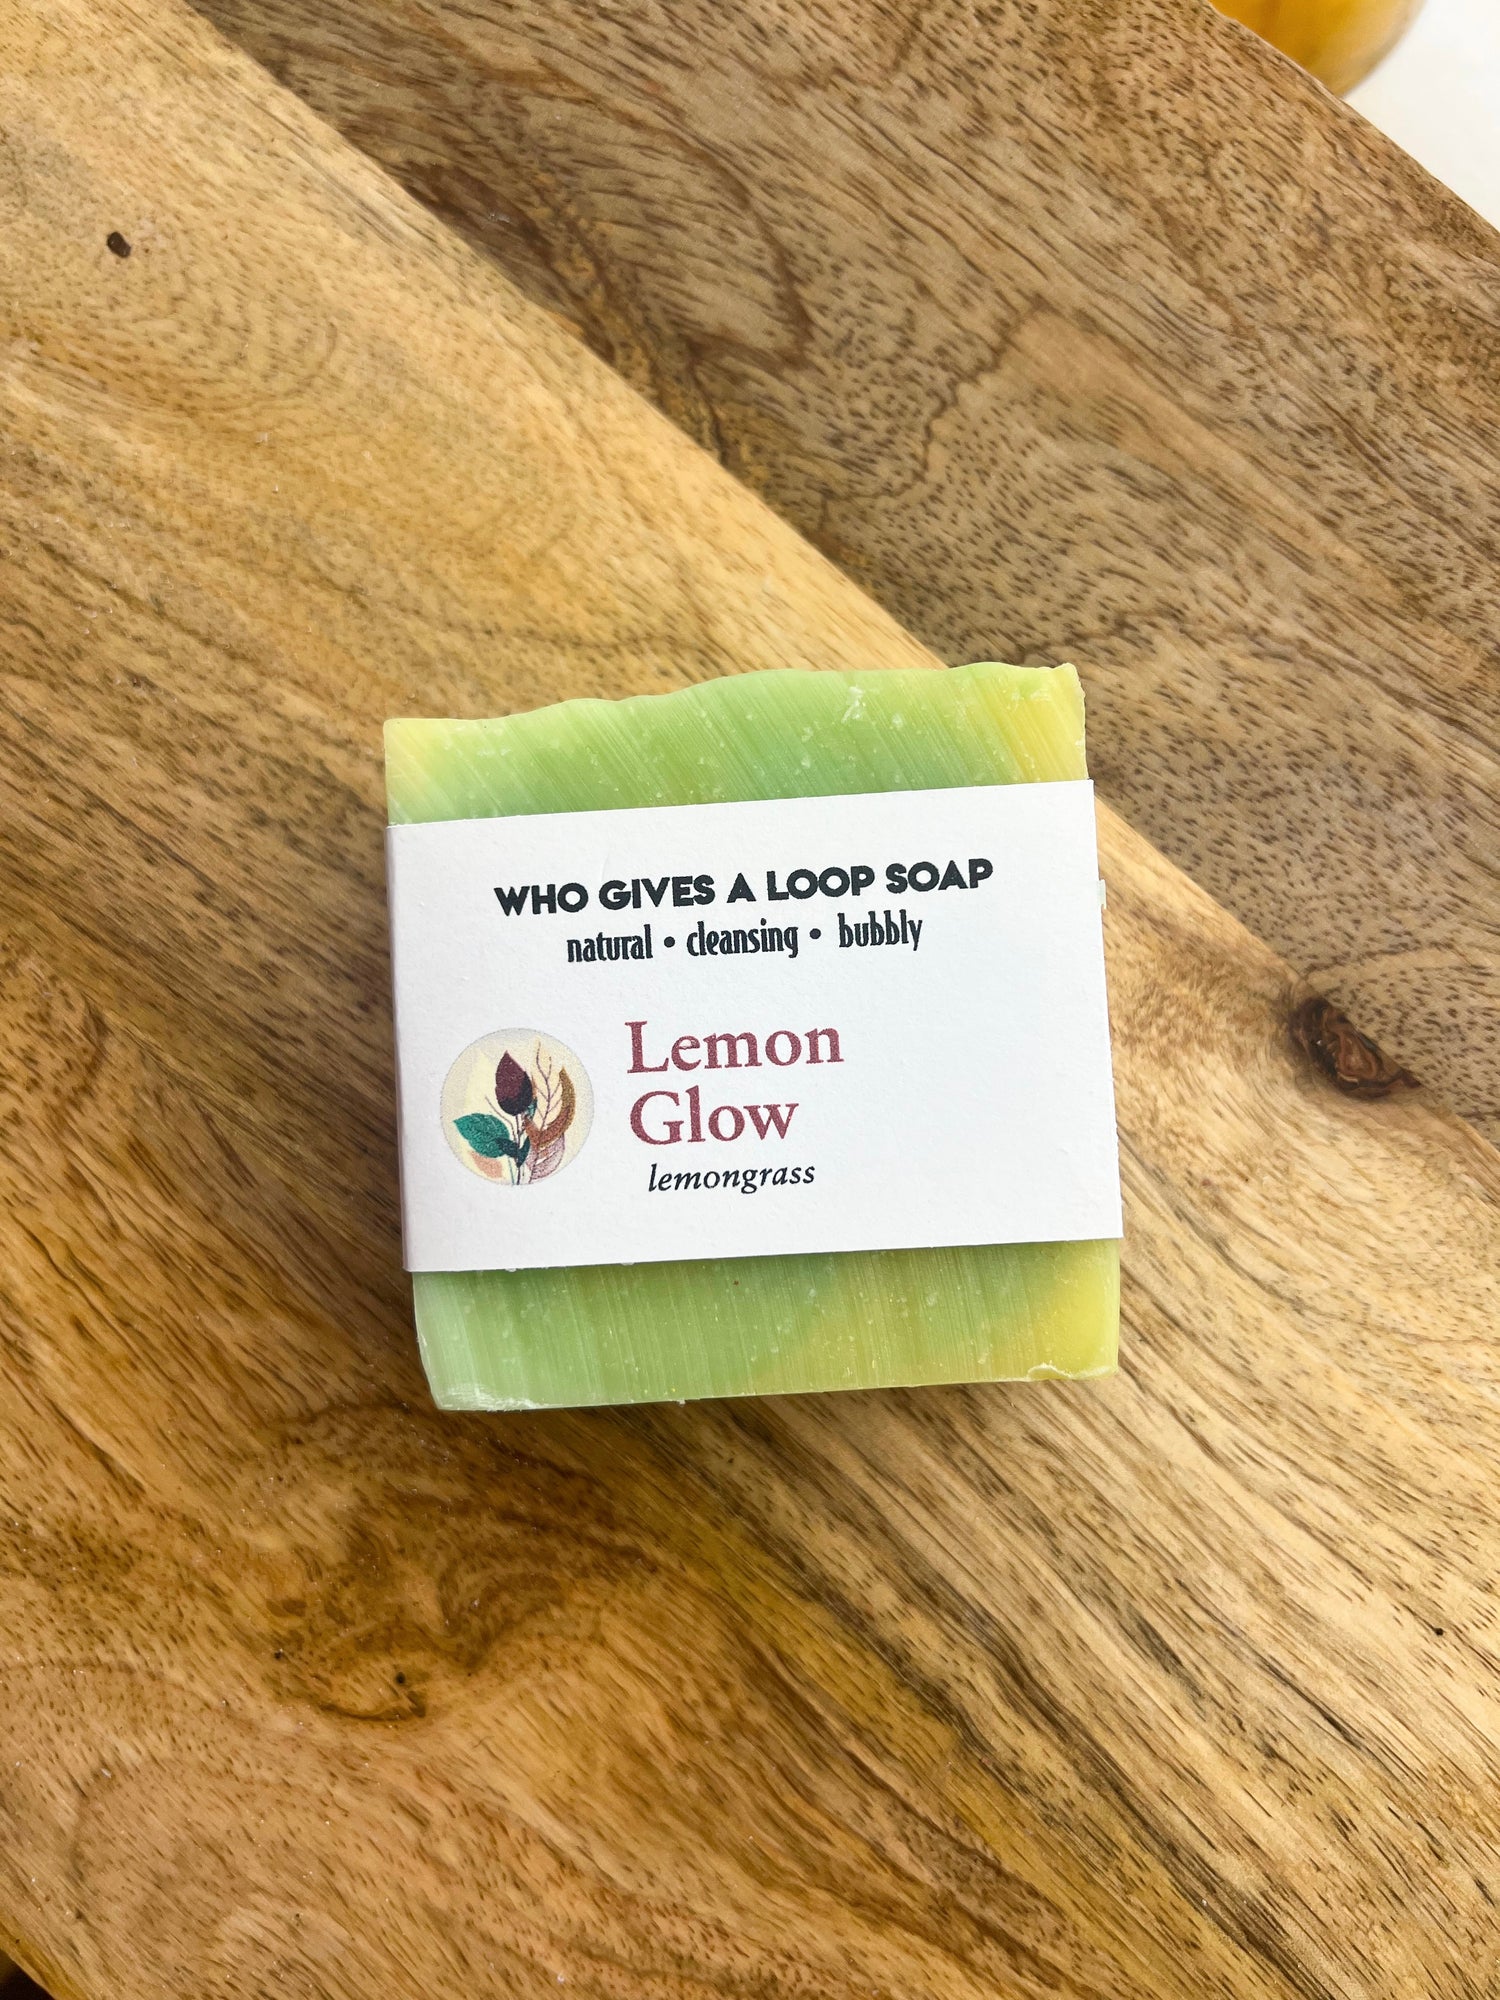 WHO GIVES A LOOP SOAP
natural • cleansing • bubbly
Lemon
Glow
lemongrass